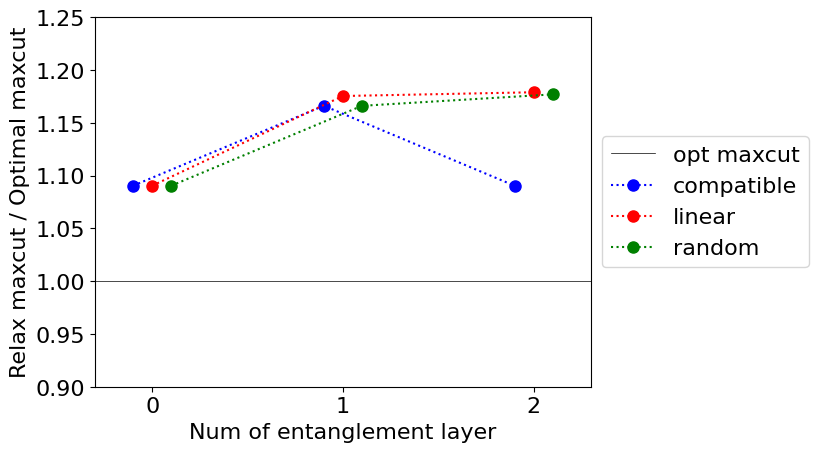 Relax maxcut / Optimal maxcut
1.25
1.20
1.15
1.10
1.05
1.00
0.95
0.90
0
1
2
Num of entanglement layer
opt maxcut
compatible
linear
random